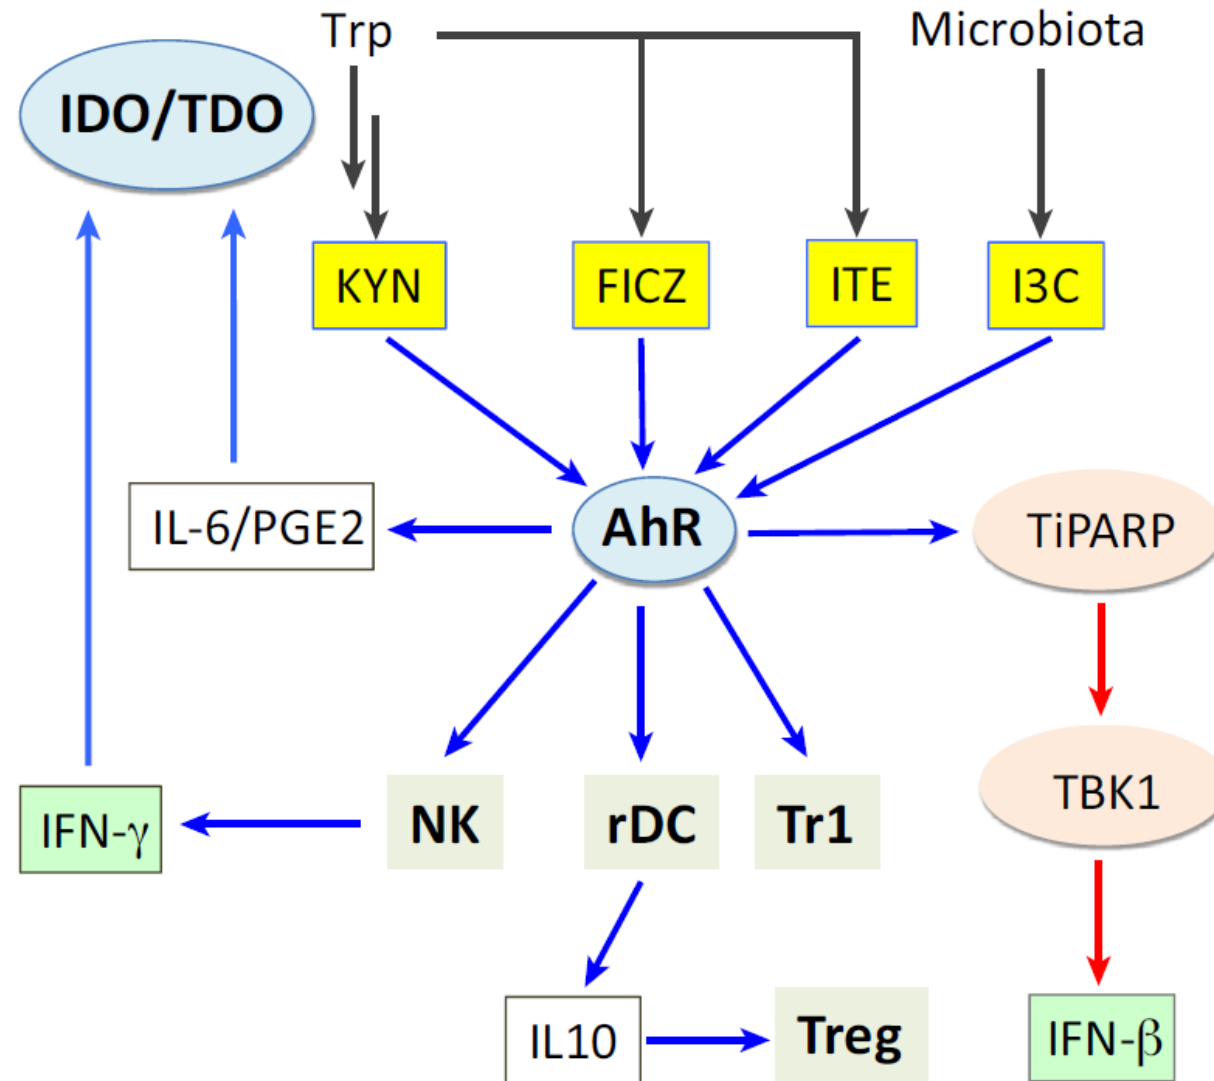 Trp
Microbiota
IDO/TDO
KYN
FICZ
ITE
I3C
IL-6/PGE2
AhR
TiPARP
TBK1
IFN-γ
NK
rDC
Tr1
IL10
Treg
IFN-β